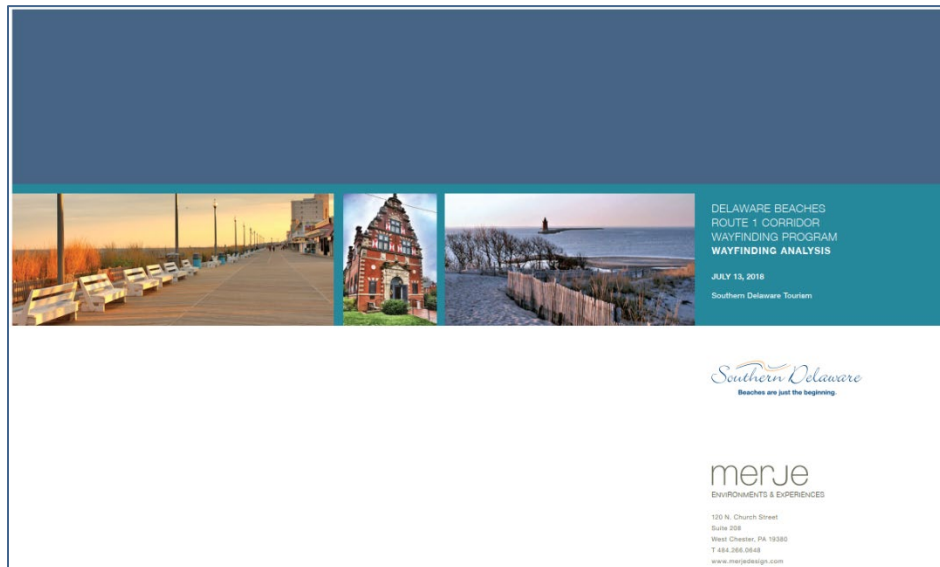 DELAWARE BEACHES
ROUTE 1 CORRIDOR
WAYFINDING PROGRAM
WAYFINDING ANALYSIS
JULY 13, 2018
Southern Delaware Tourism
Southern Delaware
Beaches are just the beginning.
merje
ENVIRONMENTS & EXPERIENCES
120 N. Church Street
Suite 208
West Chester, PA 19380
T 484.266.0648
www.merjedesign.com